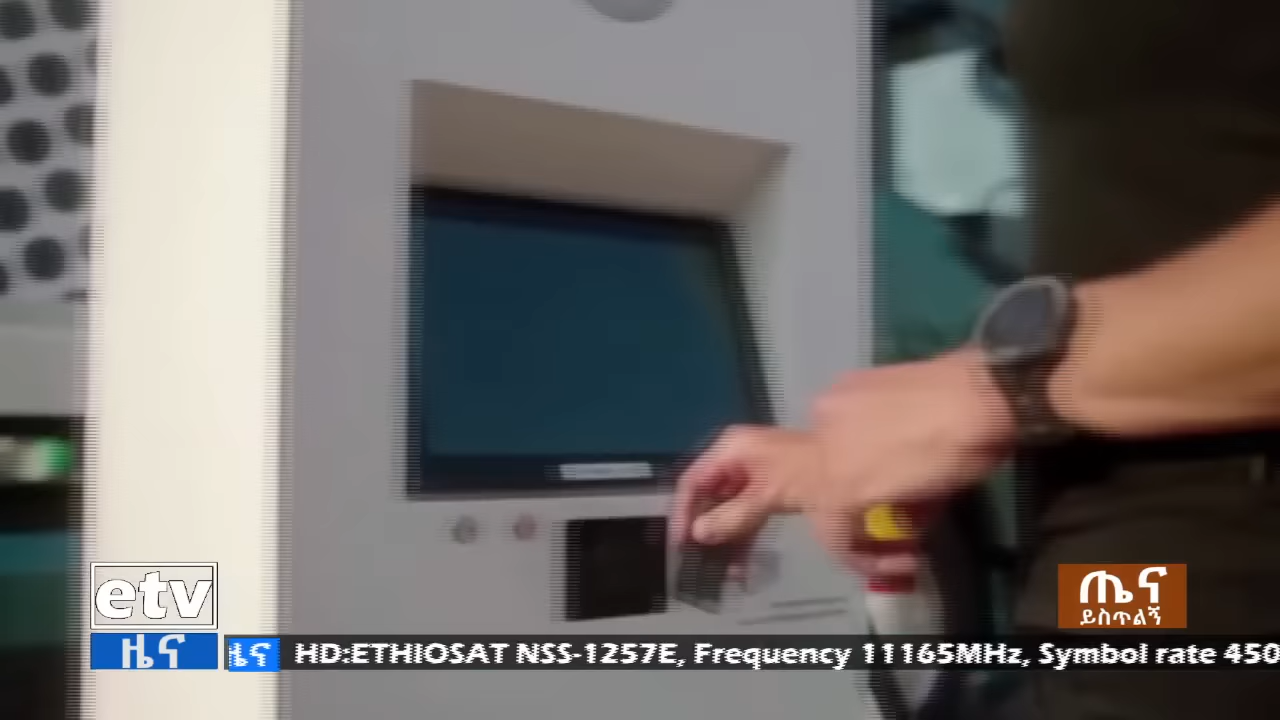 etv
ዜና
ዜና HD:ETHIOSAT NSS-1257E, Frequency 11165MHz, Symbol rate 450
ጤና
ይስጥልኝ